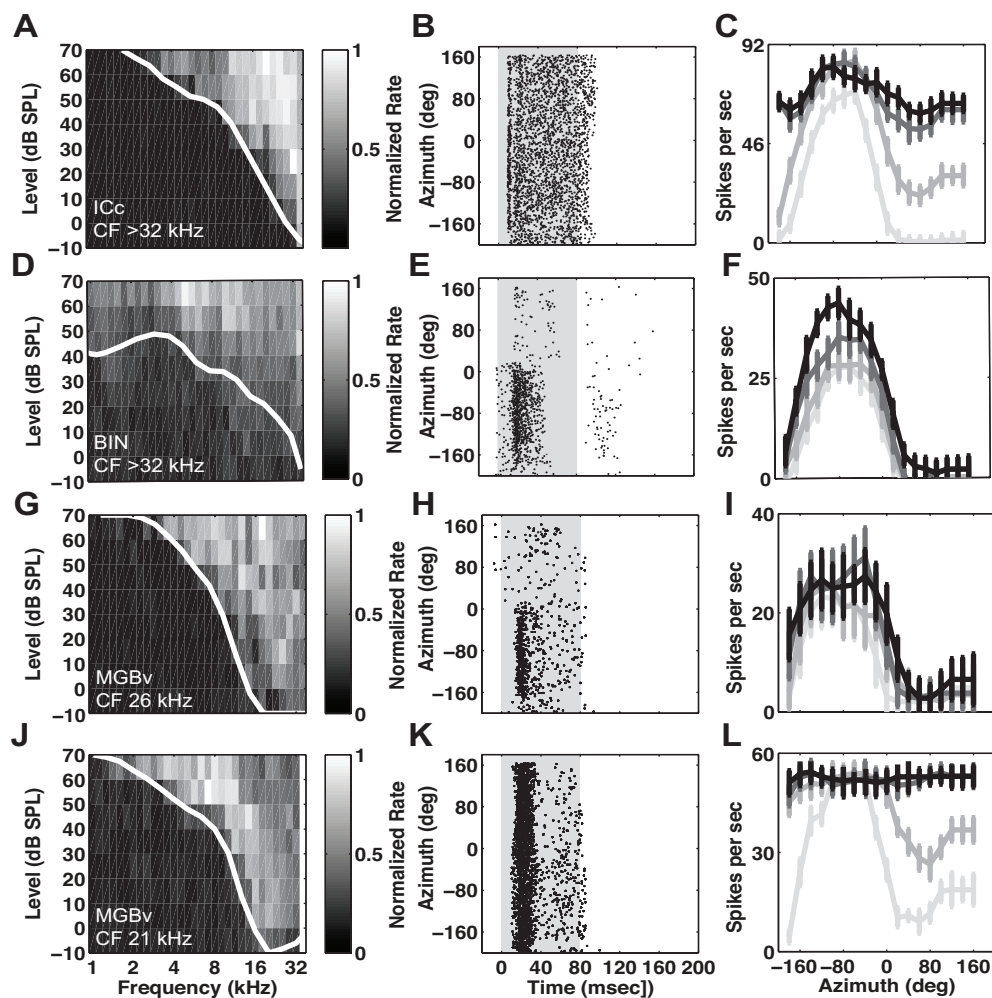 A
B
C
70
60
50
40
30
20
10
0
−10
Level (dB SPL)
ICc
CF >32 kHz
1
0.5
Normalized Rate
160
80
0
−80
−160
Azimuth (deg)
92
46
0
Spikes per sec
D
E
F
70
60
50
40
30
20
10
0
−10
Level (dB SPL)
BIN
CF >32 kHz
1
0.5
0
Normalized Rate
160
80
0
−80
−160
Azimuth (deg)
50
25
0
Spikes per sec
G
H
I
70
60
50
40
30
20
10
0
−10
Level (dB SPL)
MGBv
CF 26 kHz
1
0.5
0
Normalized Rate
160
80
0
−80
−160
Azimuth (deg)
40
20
0
Spikes per sec
J
K
L
70
60
50
40
30
20
10
0
−10
Level (dB SPL)
MGBv
CF 21 kHz
1
0.5
0
Normalized Rate
160
80
0
−80
−160
Azimuth (deg)
60
30
0
Spikes per sec
1 2 4 8 16 32
Frequency (kHz)
0 40 80 120 160 200
Time (msec])
−160 −80 0 80 160
Azimuth (deg)